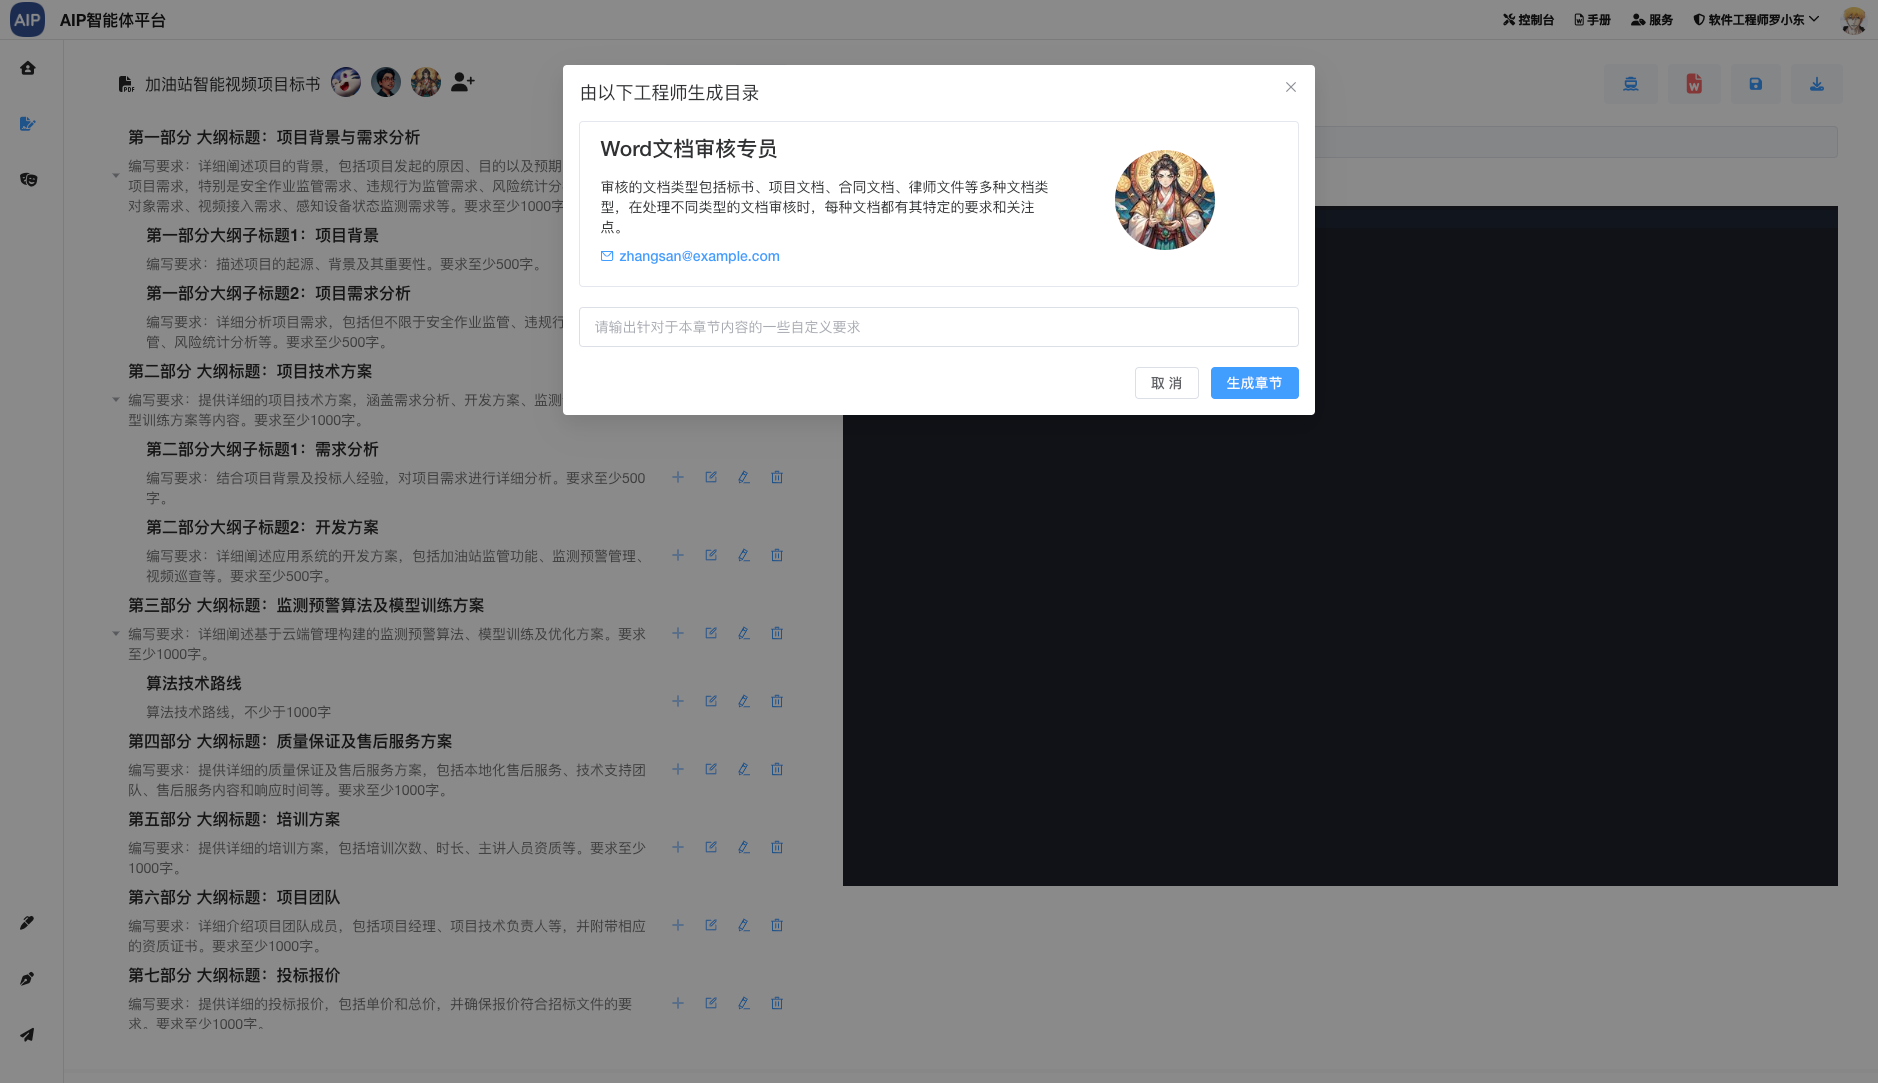 AIP
AIP智能体平台
控制台
手册
服务
软件工程师罗小东
加油站智能视频项目标书
第一部分 大纲标题：项目背景与需求分析
编写要求：详细阐述项目的背景，包括项目发起的原因、目的以及预期
项目需求，特别是安全作业监管需求、违规行为监管需求、风险统计分
对象需求、视频接入需求、感知设备状态监测需求等。要求至少1000字
第一部分大纲子标题1：项目背景
编写要求：描述项目的起源、背景及其重要性。要求至少500字。
第一部分大纲子标题2：项目需求分析
编写要求：详细分析项目需求，包括但不限于安全作业监管、违规行
管、风险统计分析等。要求至少500字。
第二部分 大纲标题：项目技术方案
编写要求：提供详细的项目技术方案，涵盖需求分析、开发方案、监测
型训练方案等内容。要求至少1000字。
第二部分大纲子标题1：需求分析
编写要求：结合项目背景及投标人经验，对项目需求进行详细分析。要求至少500
字。
第二部分大纲子标题2：开发方案
编写要求：详细阐述应用系统的开发方案，包括加油站监管功能、监测预警管理、
视频巡查等。要求至少500字。
第三部分 大纲标题：监测预警算法及模型训练方案
编写要求：详细阐述基于云端管理构建的监测预警算法、模型训练及优化方案。要求
至少1000字。
算法技术路线
算法技术路线，不少于1000字
第四部分 大纲标题：质量保证及售后服务方案
编写要求：提供详细的质量保证及售后服务方案，包括本地化售后服务、技术支持团
队、售后服务内容和响应时间等。要求至少1000字。
第五部分 大纲标题：培训方案
编写要求：提供详细的培训方案，包括培训次数、时长、主讲人员资质等。要求至少
1000字。
第六部分 大纲标题：项目团队
编写要求：详细介绍项目团队成员，包括项目经理、项目技术负责人等，并附带相应
的资质证书。要求至少1000字。
第七部分 大纲标题：投标报价
编写要求：提供详细的投标报价，包括单价和总价，并确保报价符合招标文件的要
求。要求至少1000字。
由以下工程师生成目录
Word文档审核专员
审核的文档类型包括标书、项目文档、合同文档、律师文件等多种文档类
型，在处理不同类型的文档审核时，每种文档都有其特定的要求和关注
点。
zhangsan@example.com
请输出针对于本章节内容的一些自定义要求
取 消
生成章节